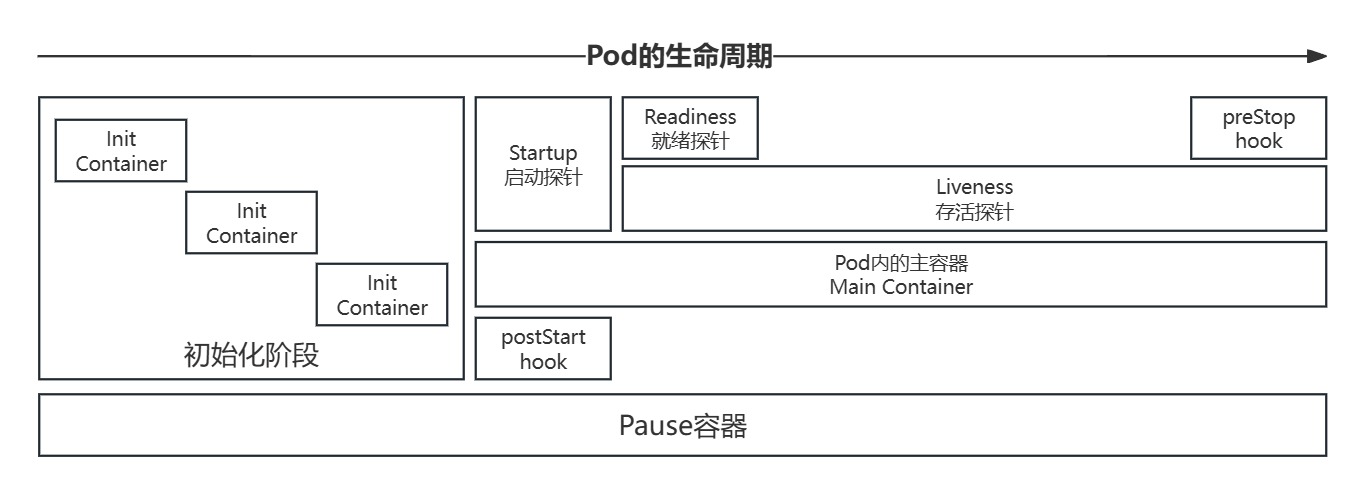 Pod的生命周期
Init
Container
Init
Container
Init
Container
初始化阶段
Startup
启动探针
Readiness
就绪探针
preStop
hook
Liveness
存活探针
Pod内的主容器
Main Container
postStart
hook
Pause容器